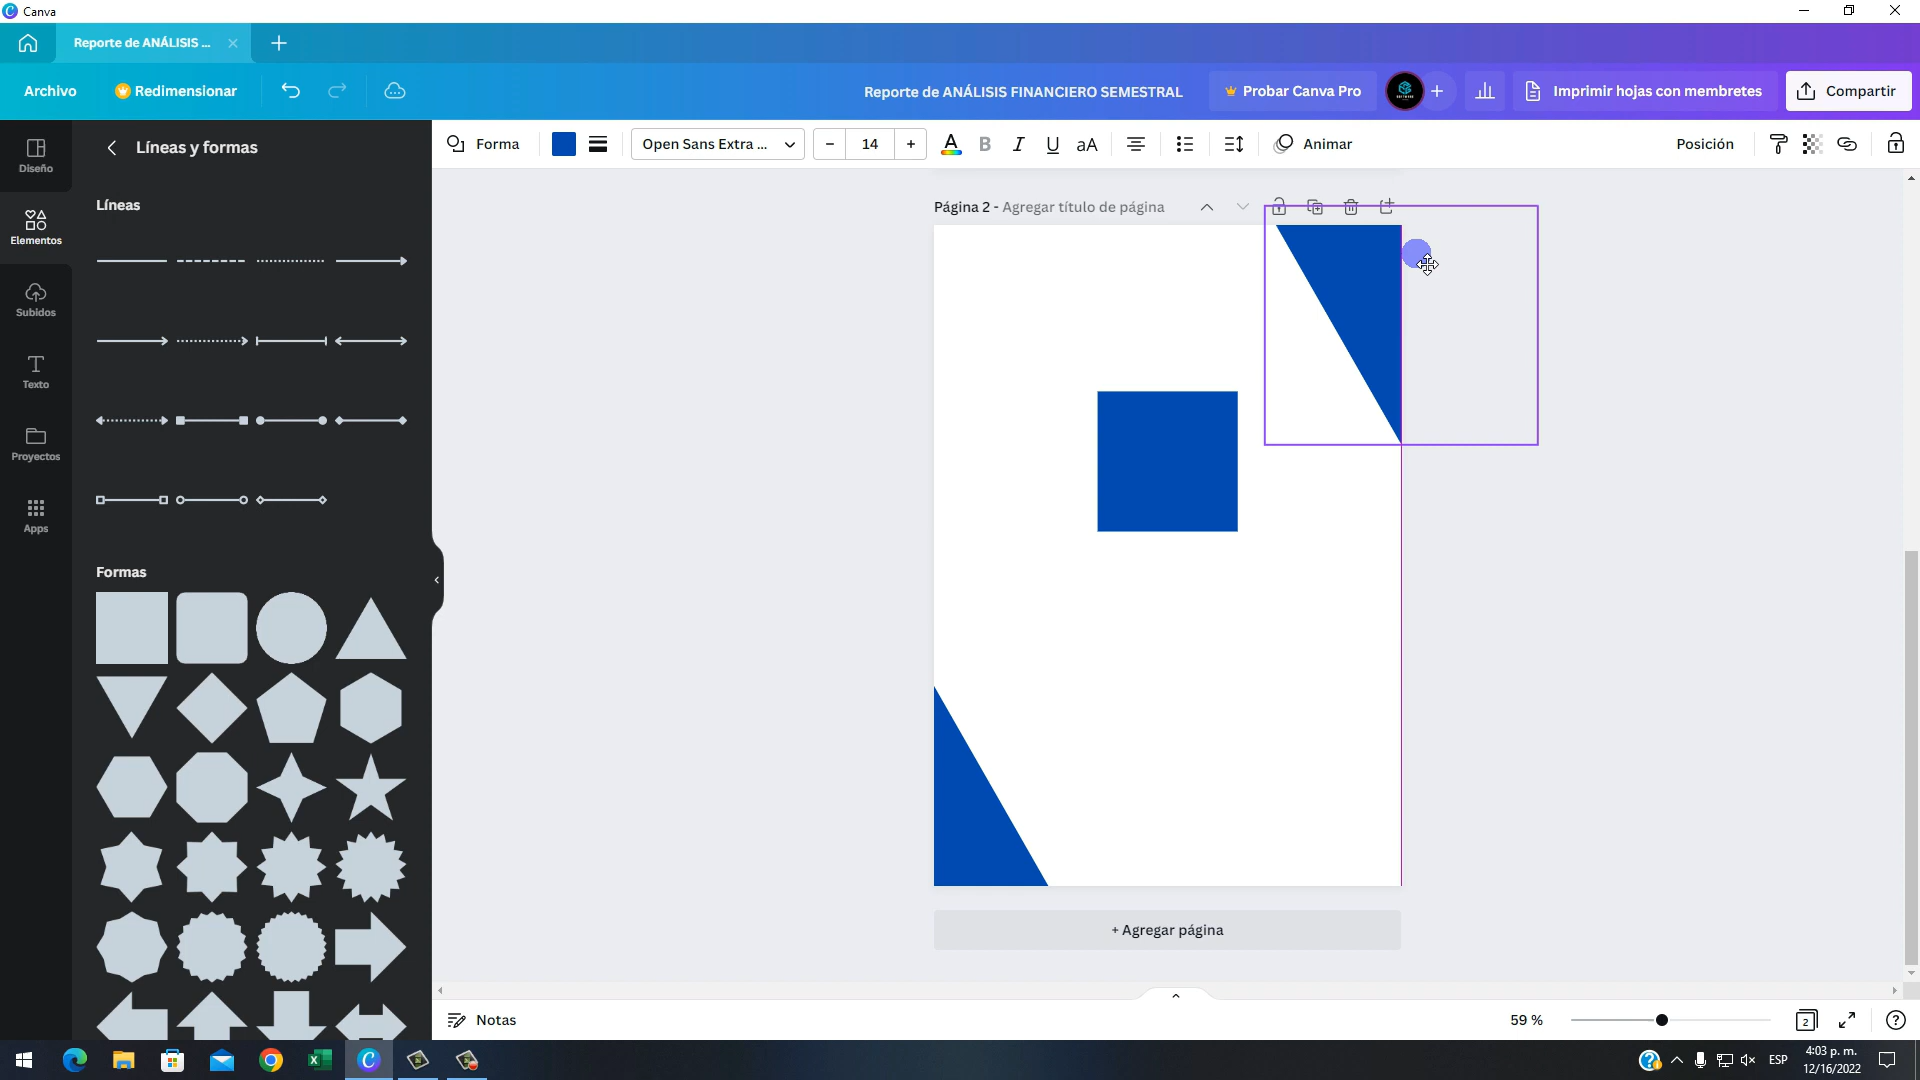 Canva
Reporte de ANÁLISIS ...
Archivo
Redimensionar
Reporte de ANÁLISIS FINANCIERO SEMESTRAL
Probar Canva Pro
Imprimir hojas con membretes
Compartir
Diseño
Elementos
Subidos
Texto
Proyectos
Apps
Líneas y formas
Líneas
Formas
Forma
Open Sans Extra ...
14
aA
Animar
Posición
Página 2 - Agregar título de página
+ Agregar página
Notas
59 %
2
ESP
4:03 p. m.
12/16/2022